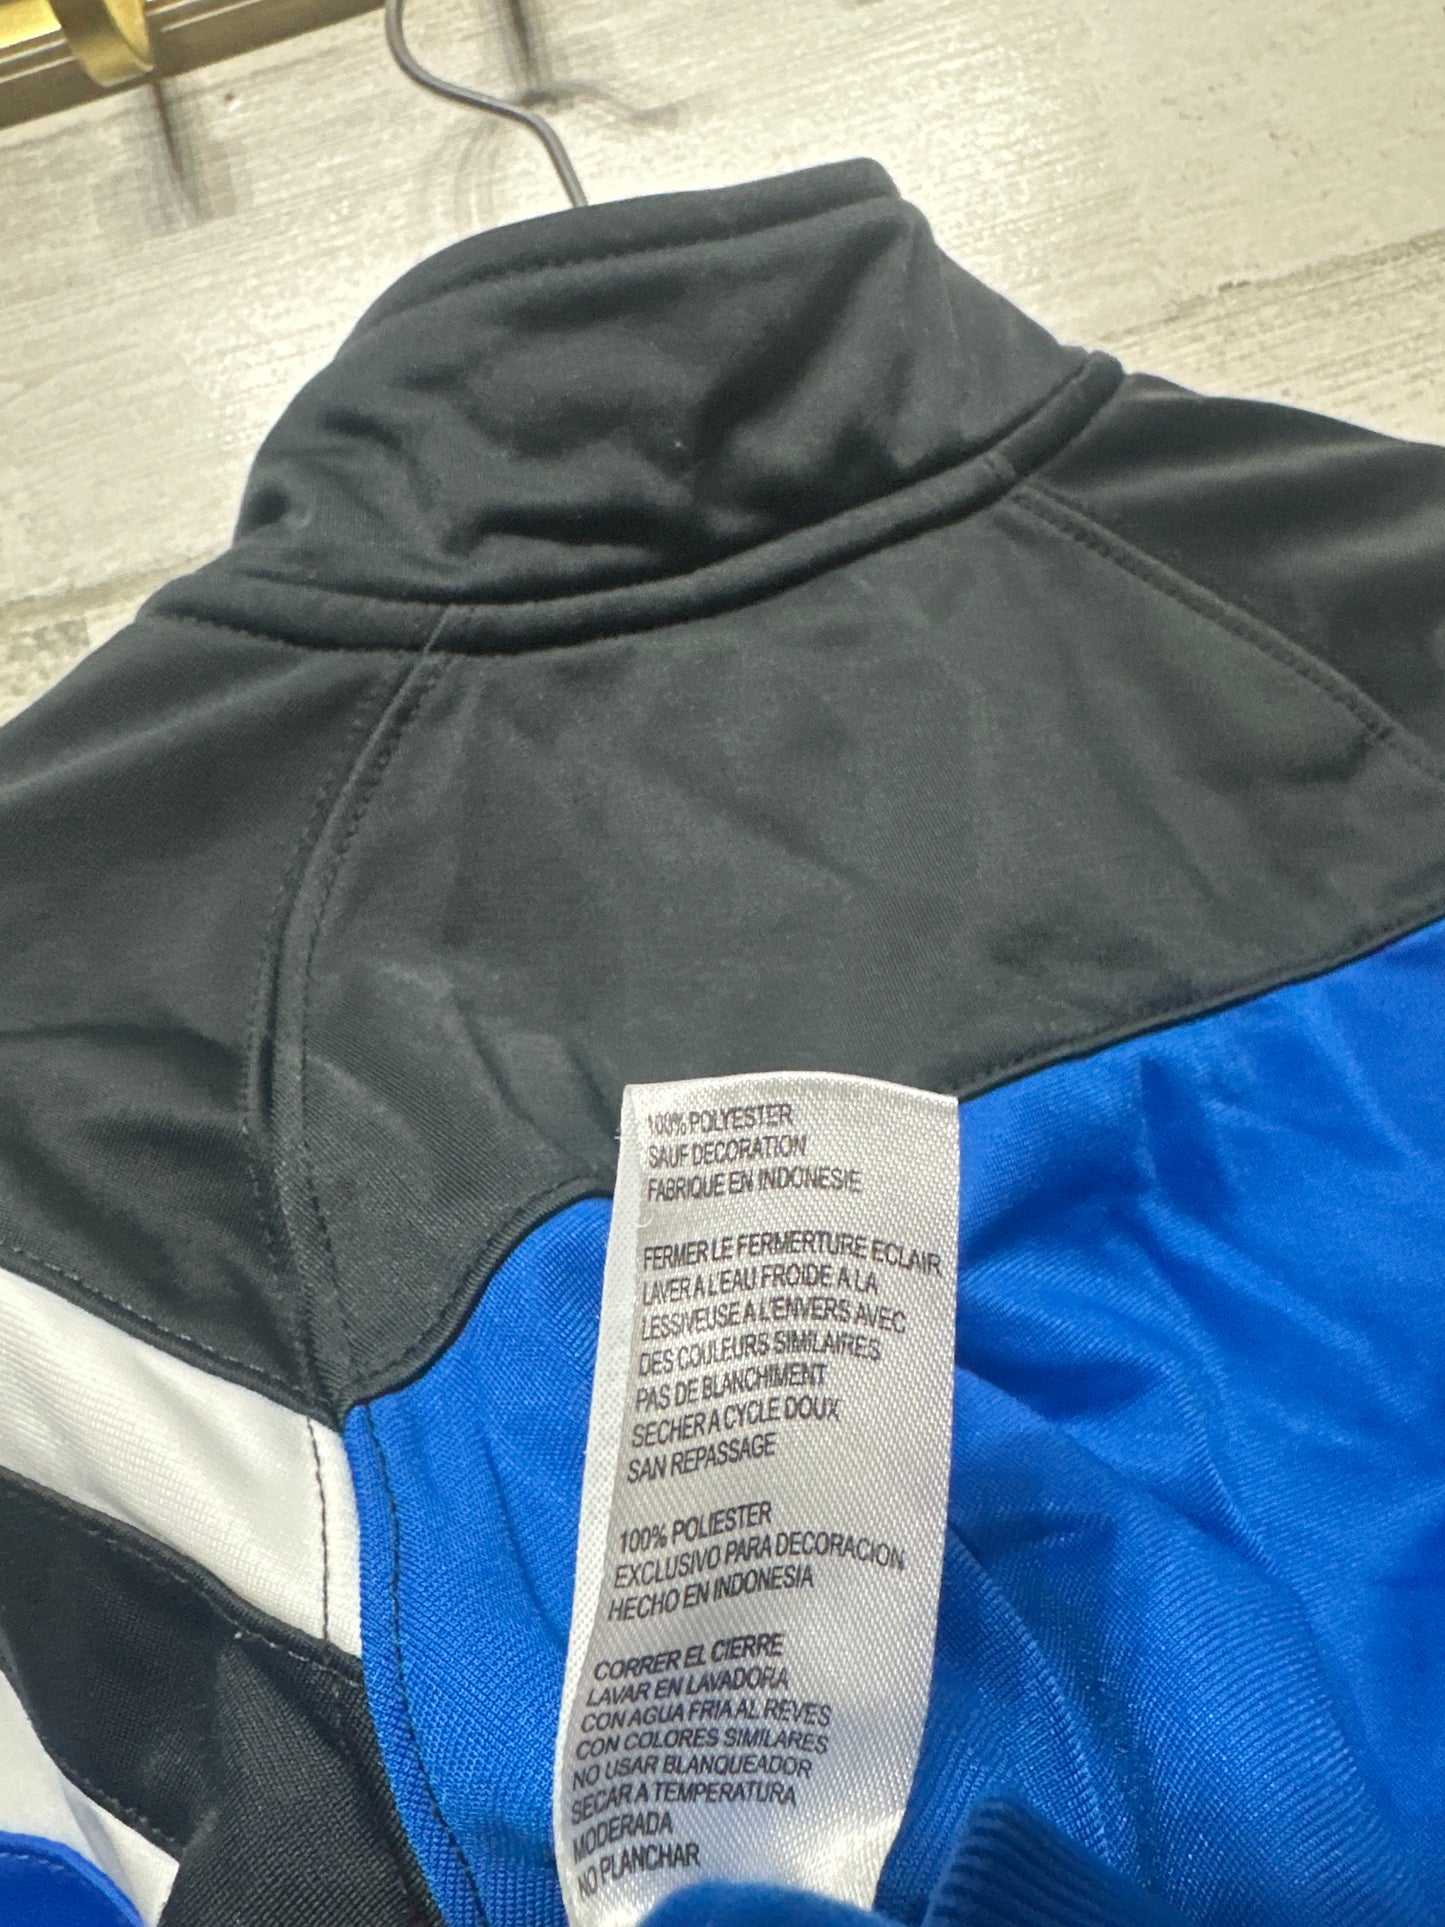 100% POLYESTER
SAUF DECORATION
FABRIQUE EN INDONESIE
FERMER LE FERMERTURE ECLAIR
LAVER A L'EAU FROIDE A LA
LESSIVEUSE A L'ENVERS AVEC
DES COULEURS SIMILAIRES
PAS DE BLANCHIMENT
SECHER A CYCLE DOUX
SAN REPASSAGE
100% POLIESTER
EXCLUSIVO PARA DECORACION
HECHO EN INDONESIA
CORRER EL CIERRE
LAVAR EN LAVADORA
CON AGUA FRIA AL REVES
CON COLORES SIMILARES
NO USAR BLANQUEADOR
SECAR A TEMPERATURA
MODERADA
NO PLANCHAR